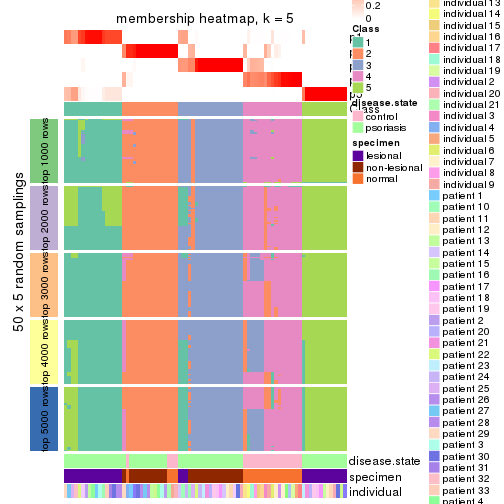 membership heatmap, k = 5
0.2
0
Class
1
2
3
4
5
Class
disease.state
control
psoriasis
specimen
lesional
non-lesional
normal
50 x 5 random samplings
top 1000 rows
top 2000 rows
top 3000 rows
top 4000 rows
top 5000 rows
disease.state
specimen
individual
individual 13
individual 14
individual 15
individual 16
individual 17
individual 18
individual 19
individual 2
individual 20
individual 21
individual 3
individual 4
individual 5
individual 6
individual 7
individual 8
individual 9
patient 1
patient 10
patient 11
patient 12
patient 13
patient 14
patient 15
patient 16
patient 17
patient 18
patient 19
patient 2
patient 20
patient 21
patient 22
patient 23
patient 24
patient 25
patient 26
patient 27
patient 28
patient 29
patient 3
patient 30
patient 31
patient 32
patient 33
patient 4